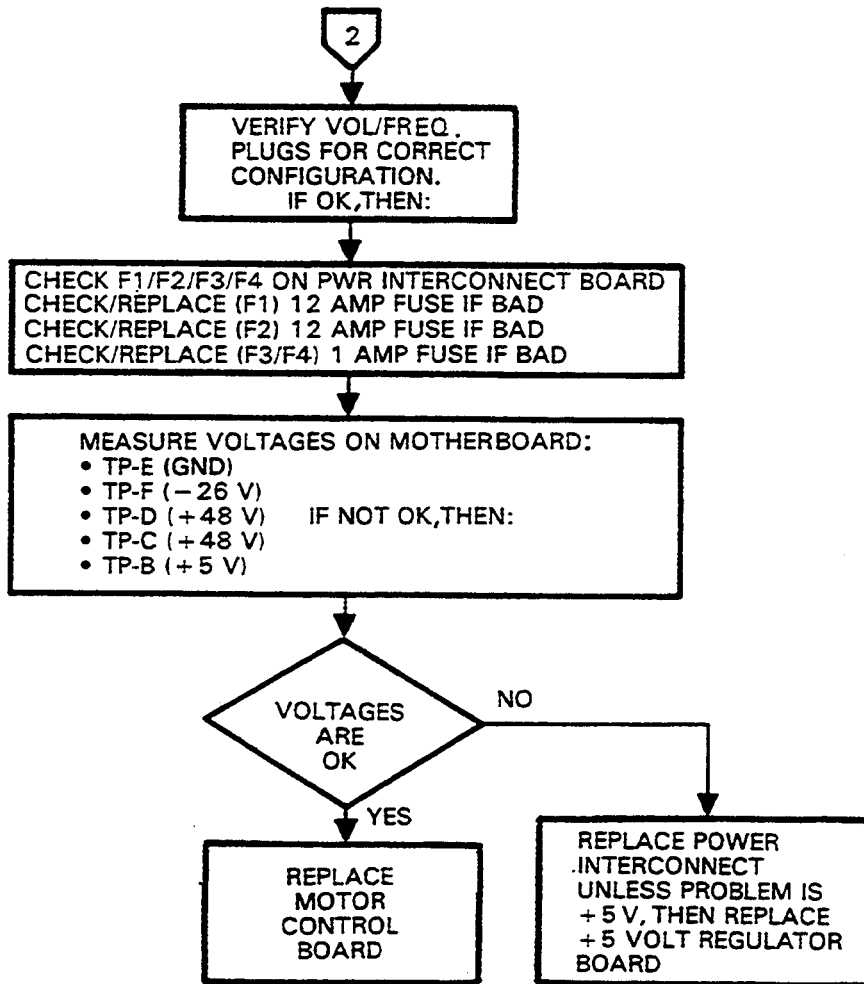 2
VERIFY VOL/FREQ.
PLUGS FOR CORRECT
CONFIGURATION.
IF OK,THEN:
CHECK F1/F2/F3/F4 ON PWR INTERCONNECT BOARD
CHECK/REPLACE (F1) 12 AMP FUSE IF BAD
CHECK/REPLACE (F2) 12 AMP FUSE IF BAD
CHECK/REPLACE (F3/F4) 1 AMP FUSE IF BAD
MEASURE VOLTAGES ON MOTHERBOARD:
• TP-E (GND)
• TP-F (−26 V)
• TP-D (+48 V) IF NOT OK,THEN:
• TP-C (+48 V)
• TP-B (+5 V)
VOLTAGES
ARE
OK
NO
YES
REPLACE
MOTOR
CONTROL
BOARD
REPLACE POWER
INTERCONNECT
UNLESS PROBLEM IS
+5 V, THEN REPLACE
+5 VOLT REGULATOR
BOARD